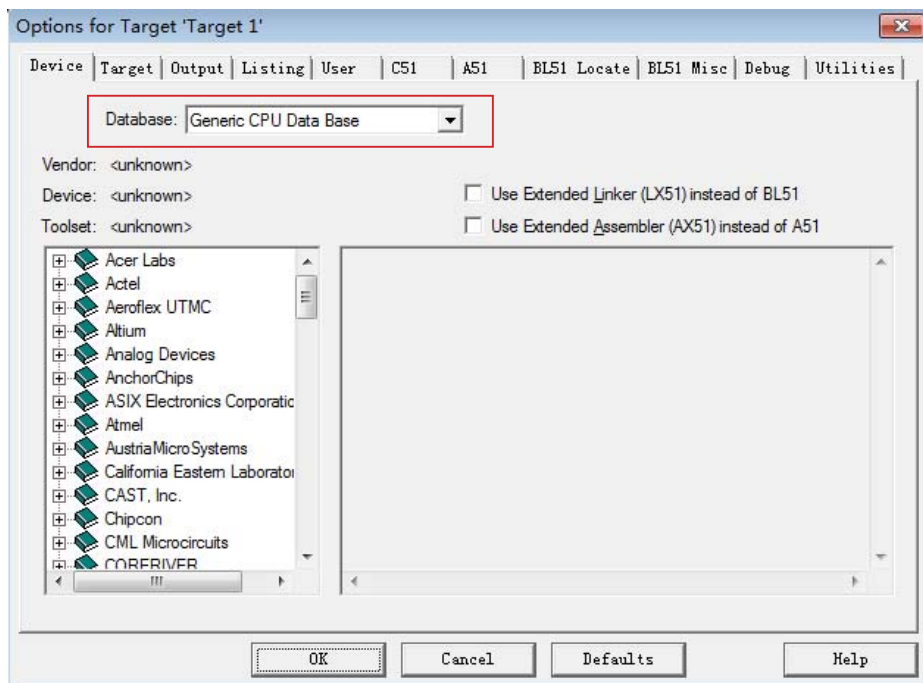 Options for Target 'Target 1'
Device Target Output Listing User C51 A51 BL51 Locate BL51 Misc Debug Utilities
Database: Generic CPU Data Base
Vendor: <unknown>
Device: <unknown>
Use Extended Linker (LX51) instead of BL51
Toolset: <unknown>
Use Extended Assembler (AX51) instead of A51
Acer Labs
Actel
Aeroflex UTMC
Altium
Analog Devices
AnchorChips
ASIX Electronics Corporatic
Atmel
AustriaMicroSystems
California Eastern Laborator
CAST, Inc.
Chipcon
CML Microcircuits
CORERIVER
OK Cancel Defaults Help